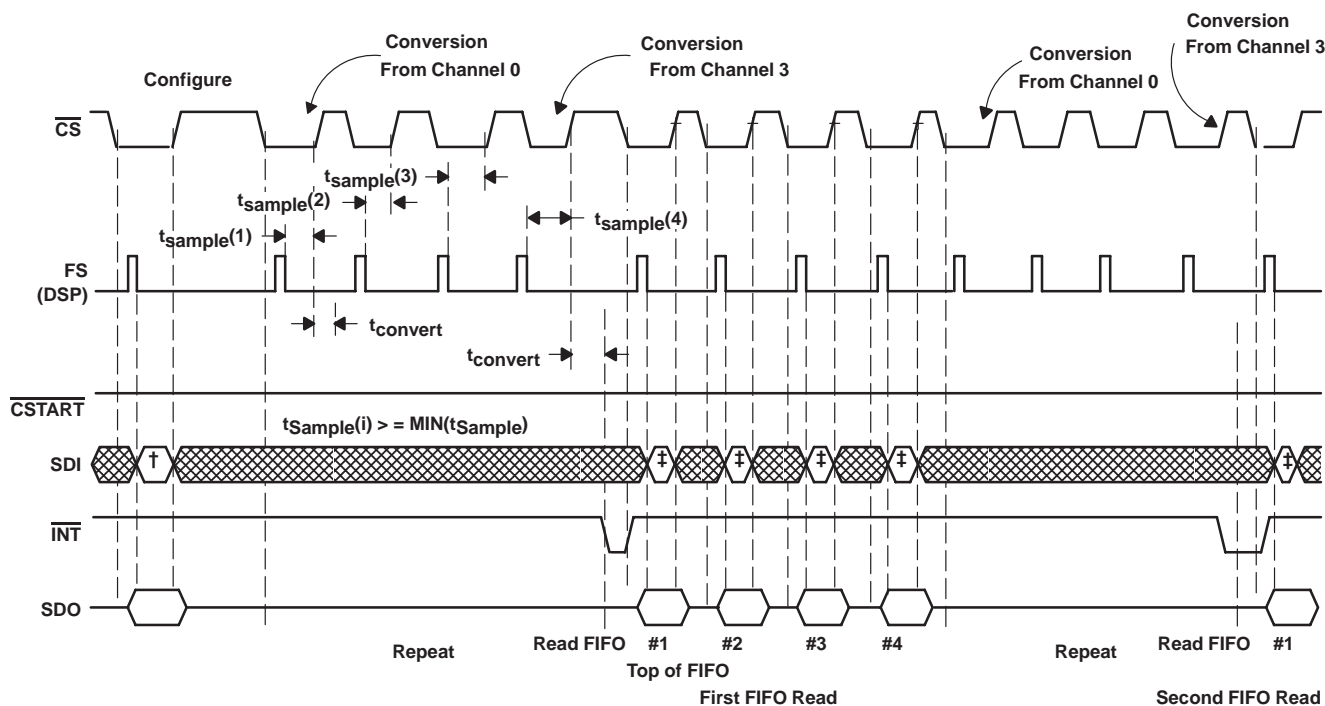 Conversion
From Channel 0
Conversion
From Channel 3
Conversion
From Channel 3
Configure
Conversion
From Channel 0
CS
tsample(3)
tsample(2)
tsample(4)
tsample(1)
FS
(DSP)
tconvert
tconvert
CSTART
tSample(i) > = MIN(tSample)
SDI
†
‡
‡
‡
‡
‡
INT
SDO
Repeat
Read FIFO
#1
#2
#3
#4
Repeat
Read FIFO
#1
Top of FIFO
First FIFO Read
Second FIFO Read